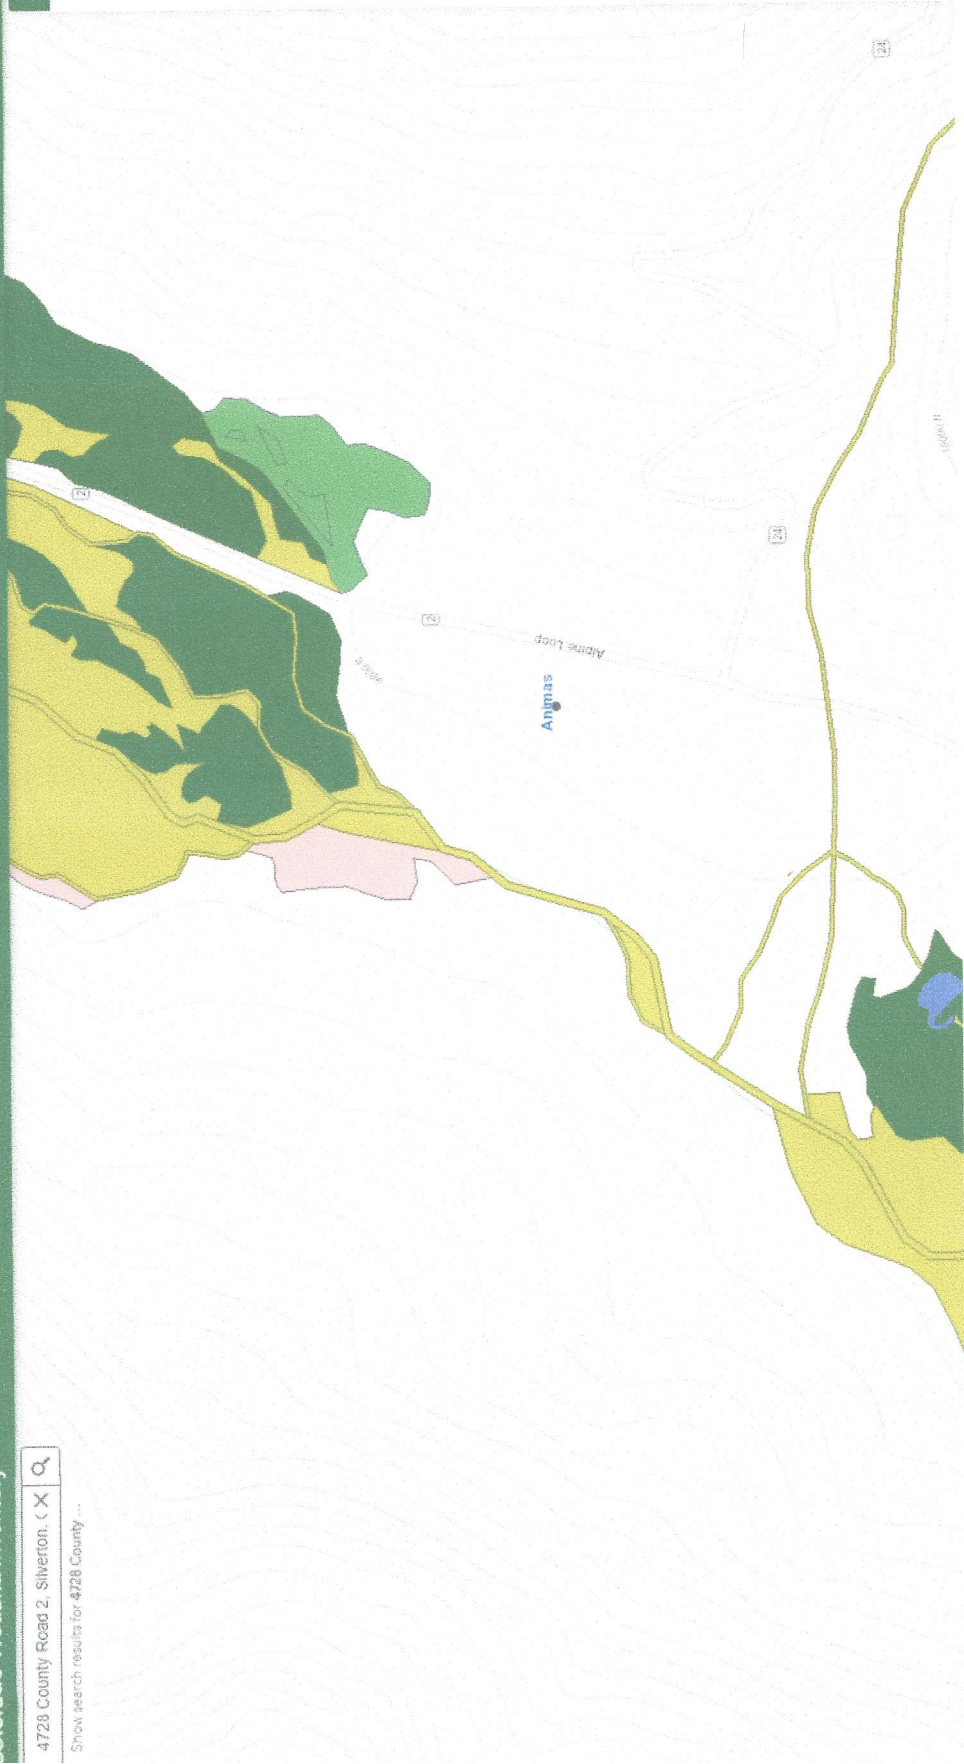 4728 County Road 2, Silverton, (
Show search results for 4728 County ...
2
2
Alpine Loop
Animas
24
24